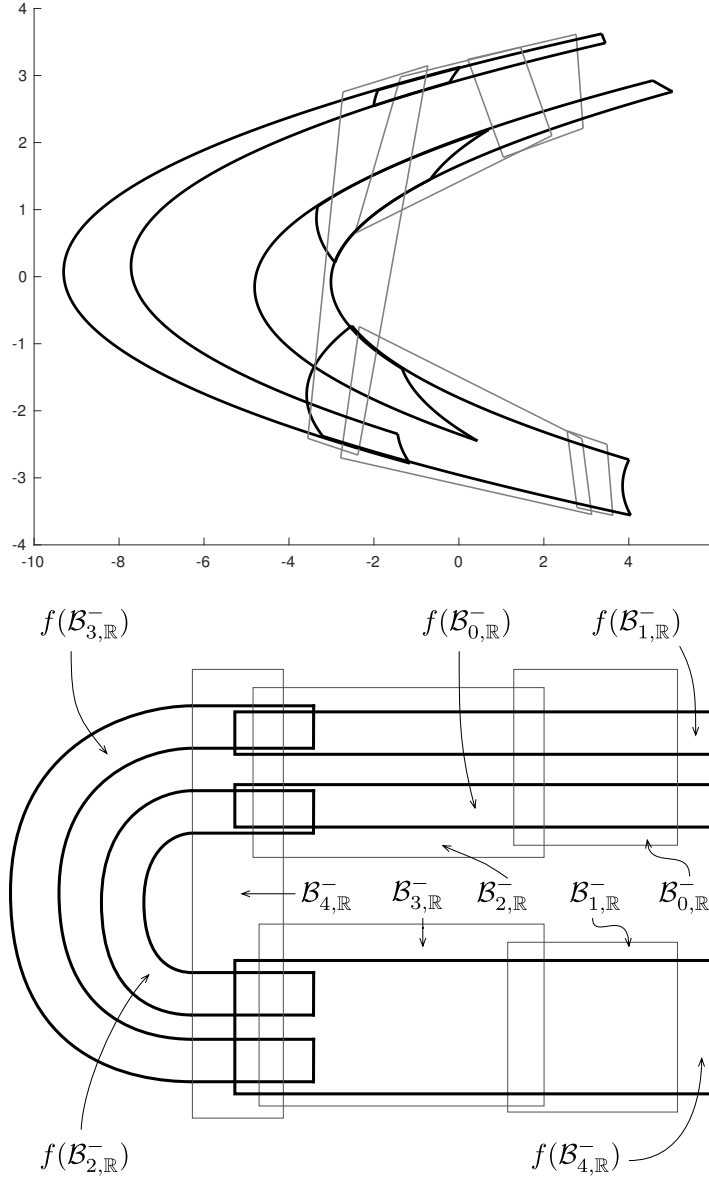 4
3
2
1
0
-1
-2
-3
-4
-10 -8 -6 -4 -2 0 2 4
f(𝓑⁻₃,ℝ) f(𝓑⁻₀,ℝ) f(𝓑⁻₁,ℝ)
𝓑⁻₄,ℝ 𝓑⁻₃,ℝ 𝓑⁻₂,ℝ 𝓑⁻₁,ℝ 𝓑⁻₀,ℝ
f(𝓑⁻₂,ℝ) f(𝓑⁻₄,ℝ)